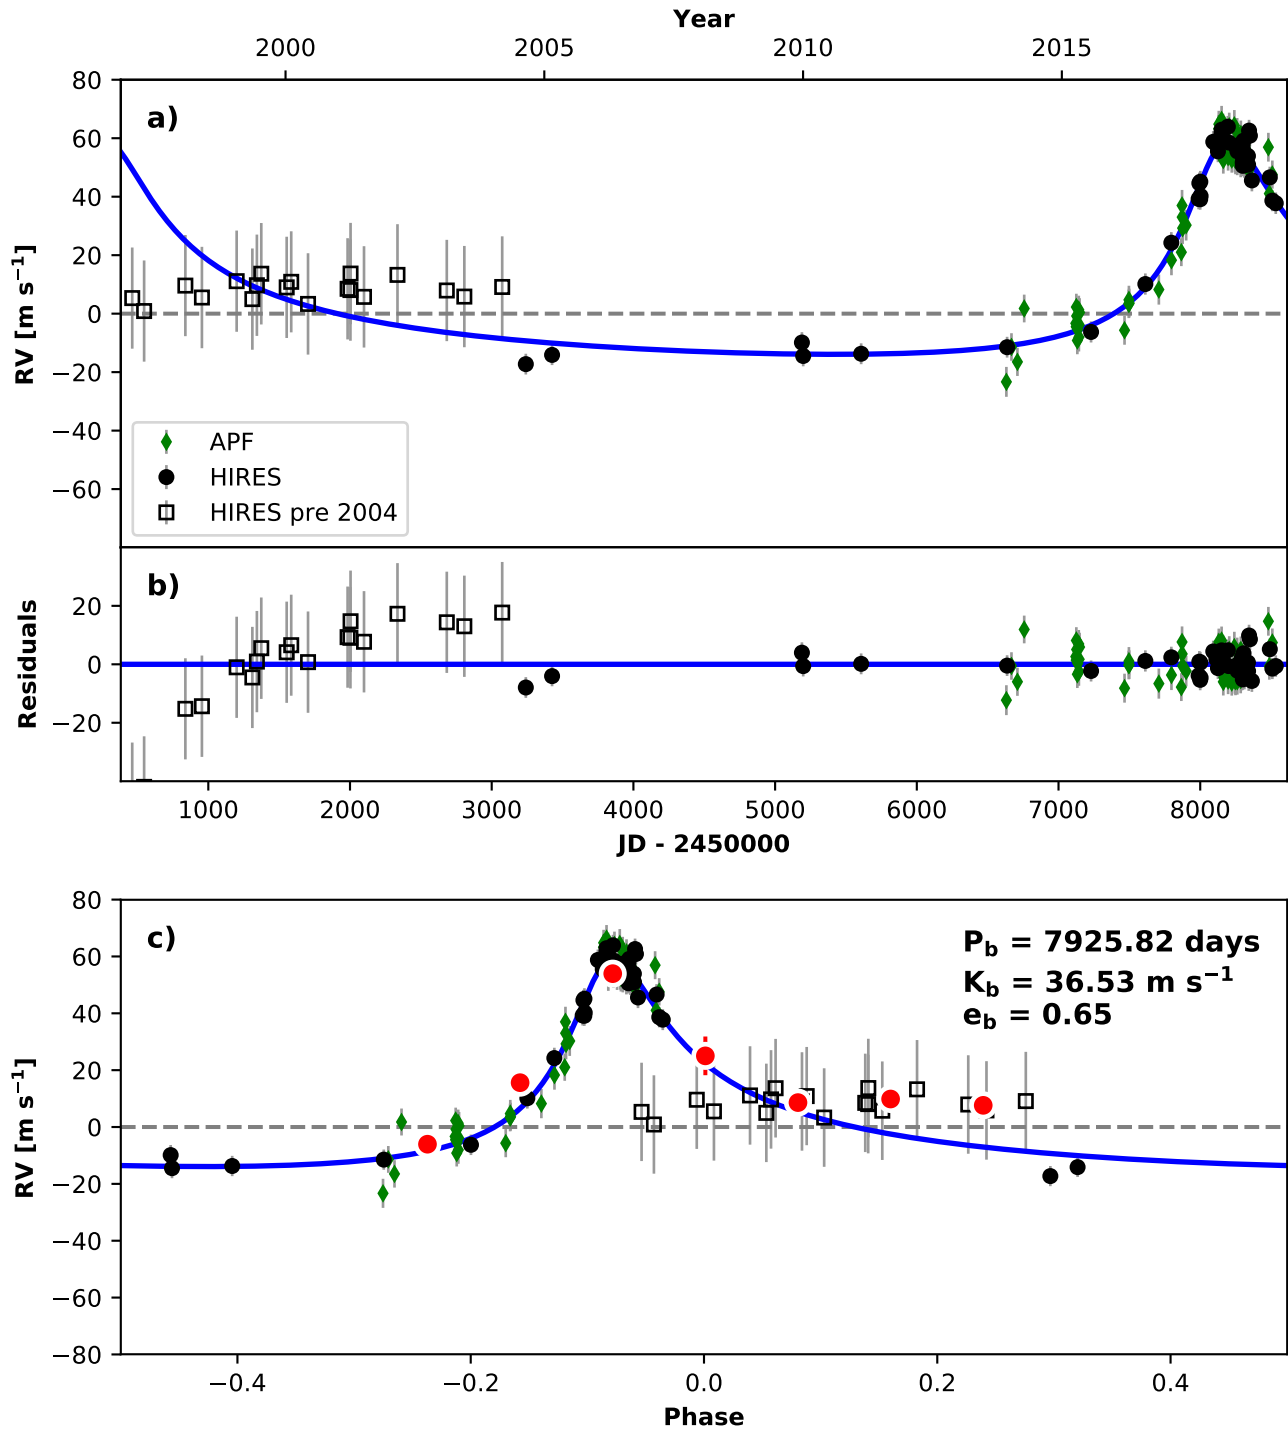 Year
2000 2005 2010 2015
a)
80
60
40
20
0
−20
−40
−60
RV [m s⁻¹]
APF
HIRES
HIRES pre 2004
b)
20
0
−20
Residuals
1000 2000 3000 4000 5000 6000 7000 8000
JD - 2450000
c)
P_b = 7925.82 days
K_b = 36.53 m s⁻¹
e_b = 0.65
80
60
40
20
0
−20
−40
−60
−80
RV [m s⁻¹]
−0.4 −0.2 0.0 0.2 0.4
Phase